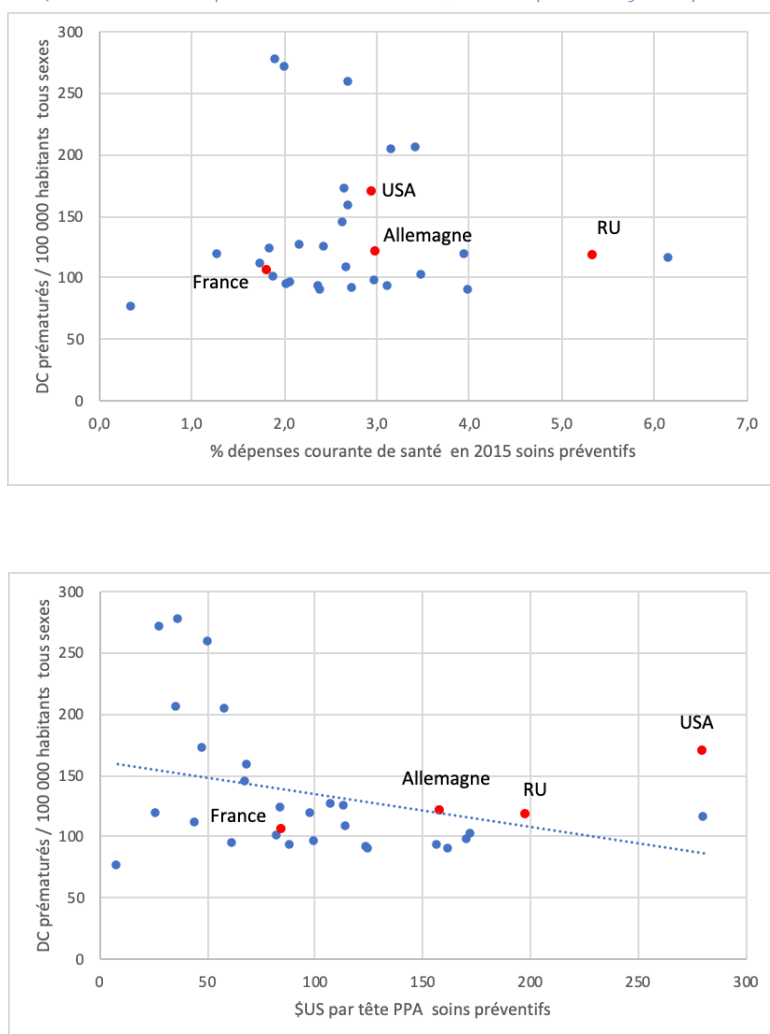 300
250
200
150
100
50
0
DC prématurés / 100 000 habitants tous sexes
USA
Allemagne
RU
France
0,0 1,0 2,0 3,0 4,0 5,0 6,0 7,0
% dépenses courante de santé en 2015 soins préventifs
300
250
200
150
100
50
0
DC prématurés / 100 000 habitants tous sexes
USA
Allemagne
RU
France
0 50 100 150 200 250 300
$US par tête PPA soins préventifs